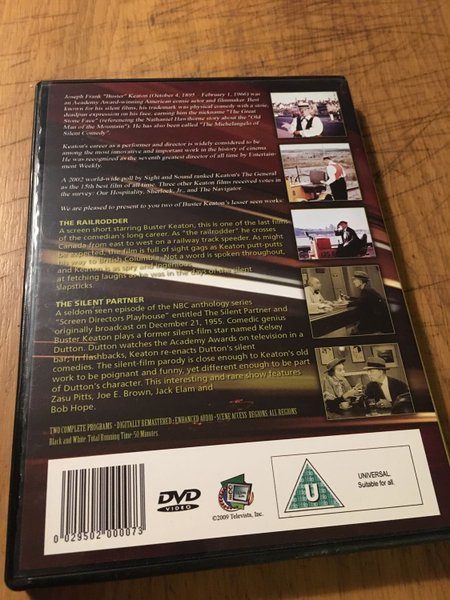 Joseph Frank "Buster" Keaton (October 4, 1895 - February 1, 1966) was
an Academy Award-winning American comic actor and filmmaker. Best
known for his silent films, his trademark was physical comedy with a stoic,
deadpan expression on his face, earning him the nickname "The Great
Stone Face" (referencing the Nathaniel Hawthorne story about the "Old
Man of the Mountain"). He has also been called "The Michelangelo of
Silent Comedy".
Keaton's career as a performer and director is widely considered to be
among the most innovative and important work in the history of cinema.
He was recognized as the seventh greatest director of all time by Entertain-
ment Weekly.
A 2002 world-wide poll by Sight and Sound ranked Keaton's The General
as the 15th best film of all time. Three other Keaton films received votes in
the survey: Our Hospitality, Sherlock, Jr., and The Navigator.
We are pleased to present to you two of Buster Keaton's lesser seen works:
THE RAILRODDER
A screen short starring Buster Keaton, this is one of the last films
of the comedian's long career. As "the railrodder" he crosses
Canada from east to west on a railway track speeder. As might
be expected, the film is full of sight gags as Keaton putt-putts
his way to British Columbia. Not a word is spoken throughout,
and Keaton is as spry and ingenious
at fetching laughs as he was in the days of the silent
slapsticks.
THE SILENT PARTNER
A seldom seen episode of the NBC anthology series
"Screen Directors Playhouse" entitled The Silent Partner and
originally broadcast on December 21, 1955. Comedic genius
Buster Keaton plays a former silent-film star named Kelsey
Dutton. Dutton watches the Academy Awards on television in a
bar; In flashbacks, Keaton re-enacts Dutton's silent
comedies. The silent-film parody is close enough to Keaton's old
work to be poignant and funny, yet different enough to be part
of Dutton's character. This interesting and rare show features
Zasu Pitts, Joe E. Brown, Jack Elam and
Bob Hope.
TWO COMPLETE PROGRAMS - DIGITALLY REMASTERED : ENHANCED AUDIO - SCENE ACCESS REGIONS ALL REGIONS
Black and White. Total Running Time: 50 Minutes.
0 029502 000073
DVD
VIDEO
©2009 Televista, Inc.
U
UNIVERSAL
Suitable for all.